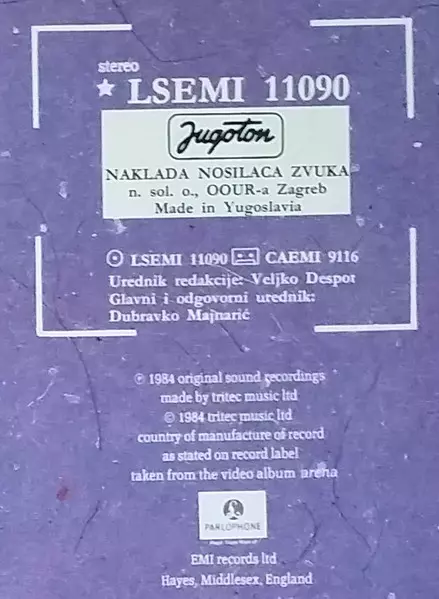 stereo
★ LSEMI 11090
Jugoton
NAKLADA NOSILACA ZVUKA
n. sol. o., OOUR-a Zagreb
Made in Yugoslavia
LSEMI 11090 CAEMI 9116
Urednik redakcije: Veljko Despot
Glavni i odgovorni urednik:
Dubravko Majnarić
℗ 1984 original sound recordings
made by tritec music ltd
© 1984 tritec music ltd
country of manufacture of record
as stated on record label
taken from the video album arena
PARLOPHONE
EMI records ltd
Hayes, Middlesex, England